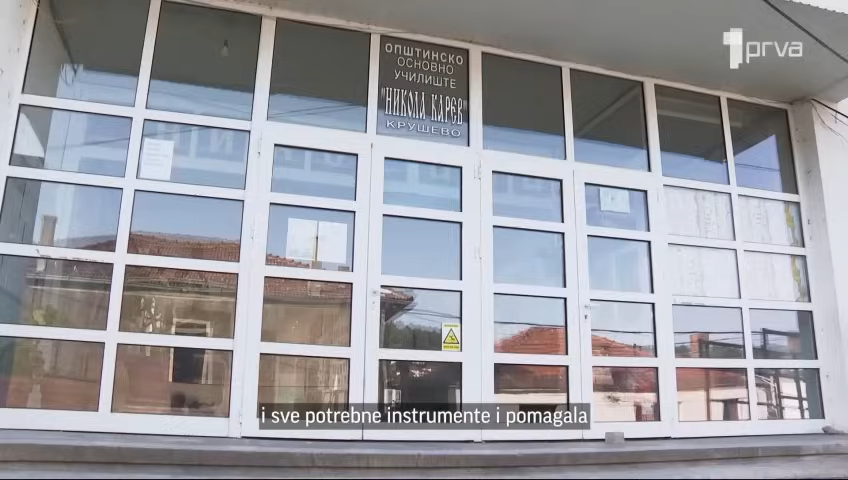 ОПШТИНСКО
ОСНОВНО
УЧИЛИШТЕ
"НИКОЛА КАРЕВ"
КРУШЕВО
1prva
i sve potrebne instrumente i pomagala